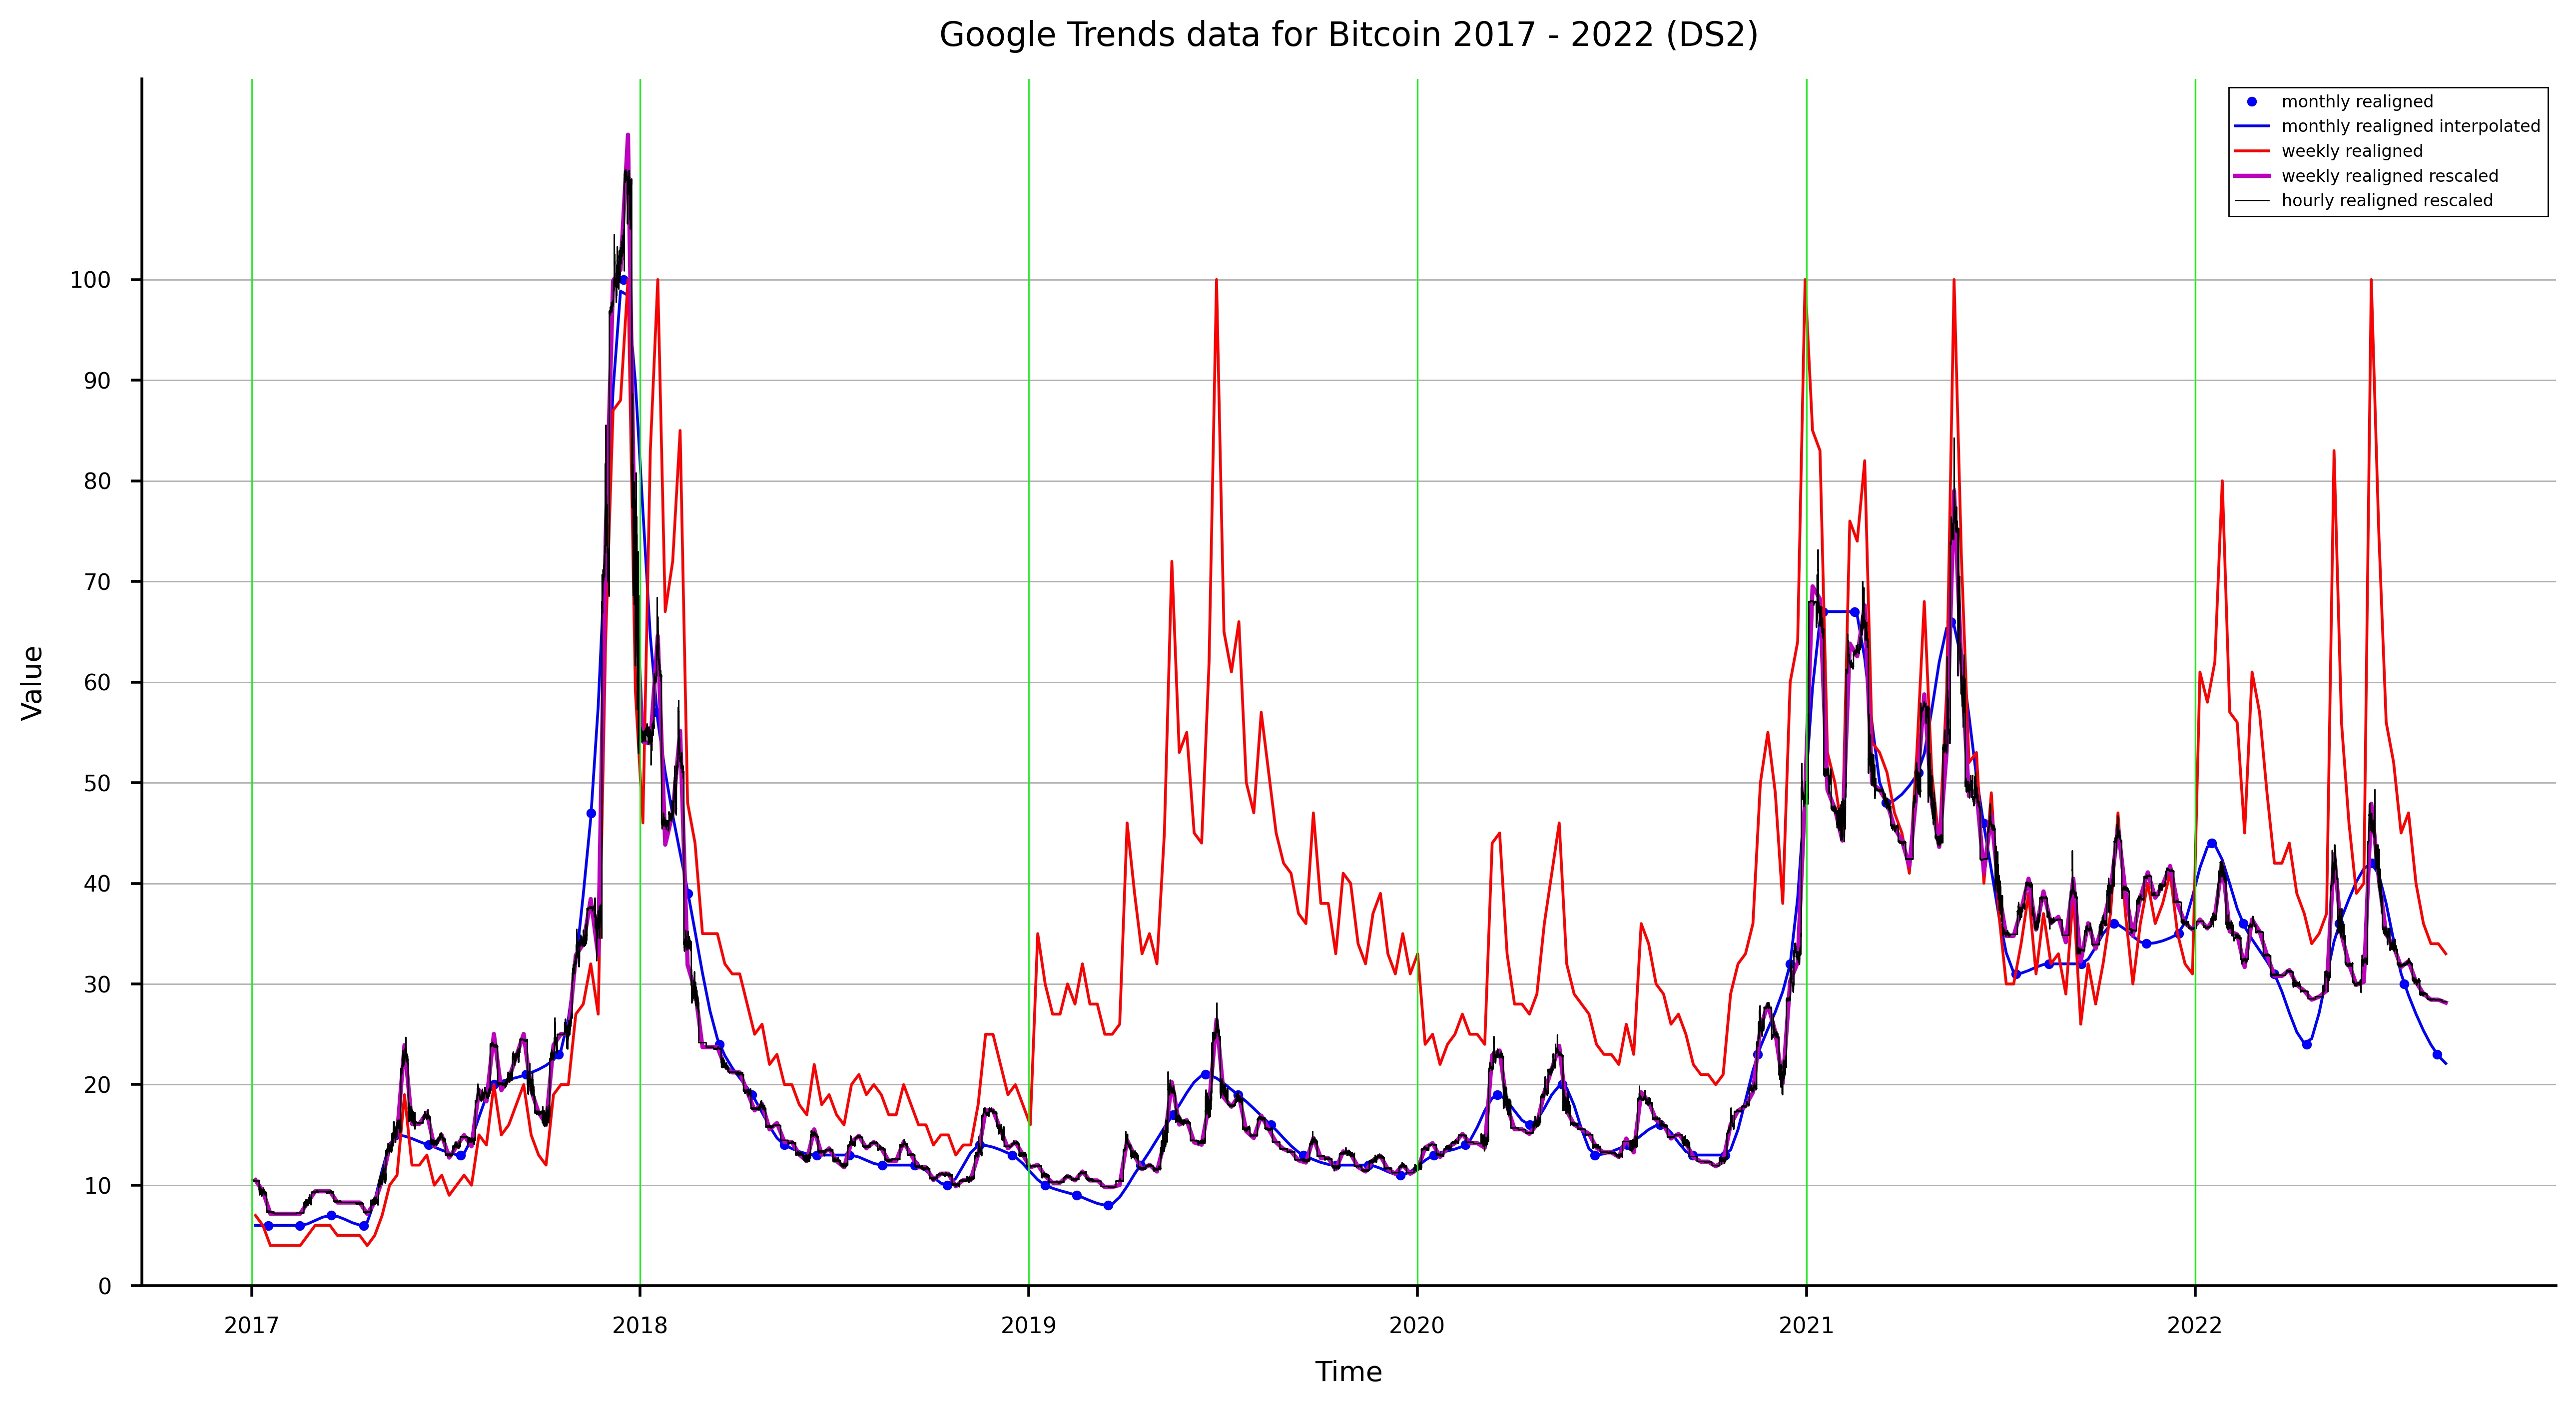 Google Trends data for Bitcoin 2017 - 2022 (DS2)
monthly realigned
monthly realigned interpolated
weekly realigned
weekly realigned rescaled
hourly realigned rescaled
100
90
80
70
60
50
40
30
20
10
0
Value
2017 2018 2019 2020 2021 2022
Time